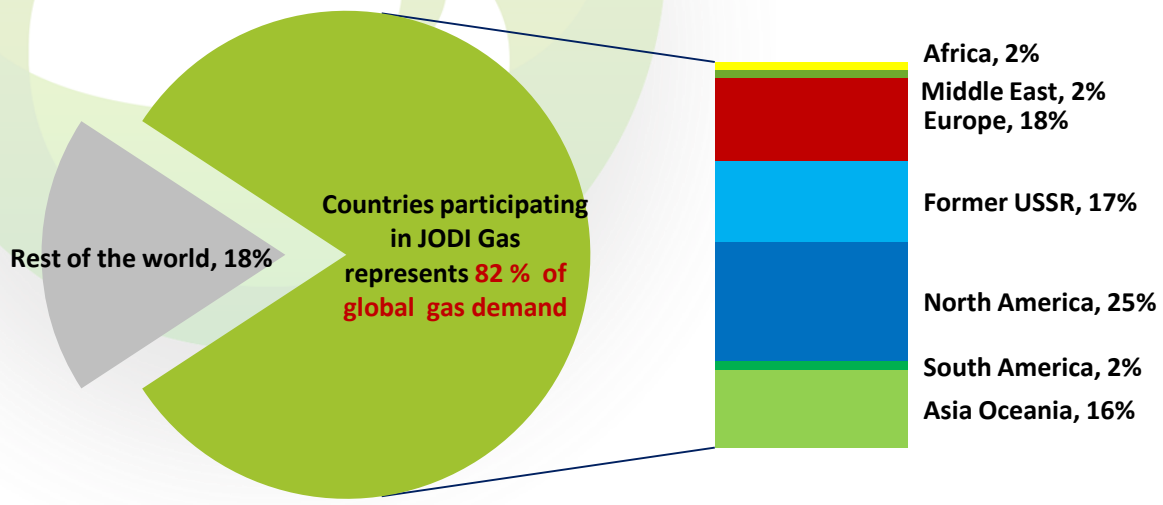 Rest of the world, 18%
Countries participating
in JODI Gas
represents 82 % of
global gas demand
Africa, 2%
Middle East, 2%
Europe, 18%
Former USSR, 17%
North America, 25%
South America, 2%
Asia Oceania, 16%